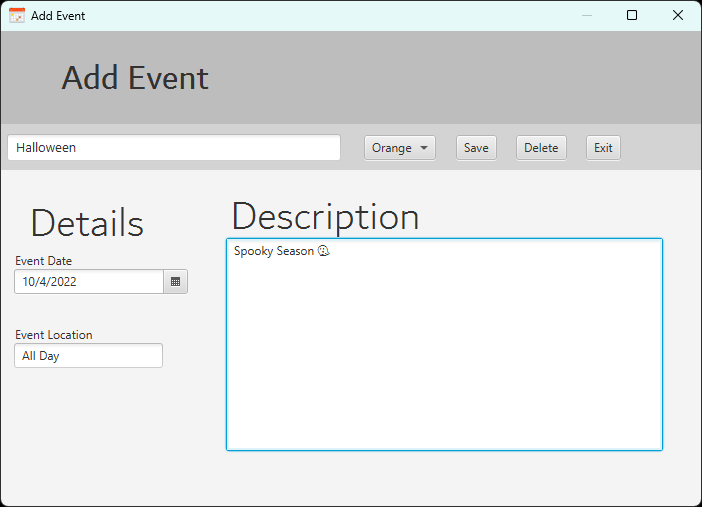 Add Event
Add Event
Halloween
Orange
Save
Delete
Exit
Details
Description
Event Date
10/4/2022
Spooky Season
Event Location
All Day